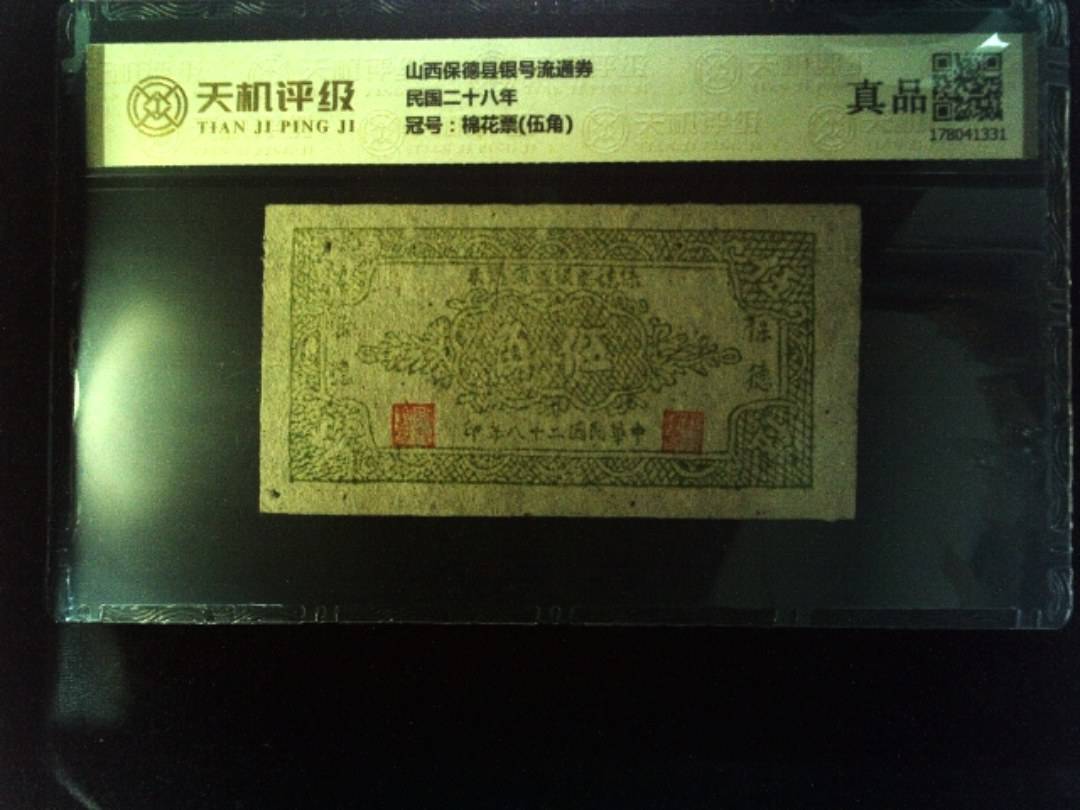 天机评级
TIAN JI PING JI
山西保德县银号流通券
民国二十八年
冠号：棉花票(伍角)
真品
178041331
伍角
保德
中華民國二十八年印